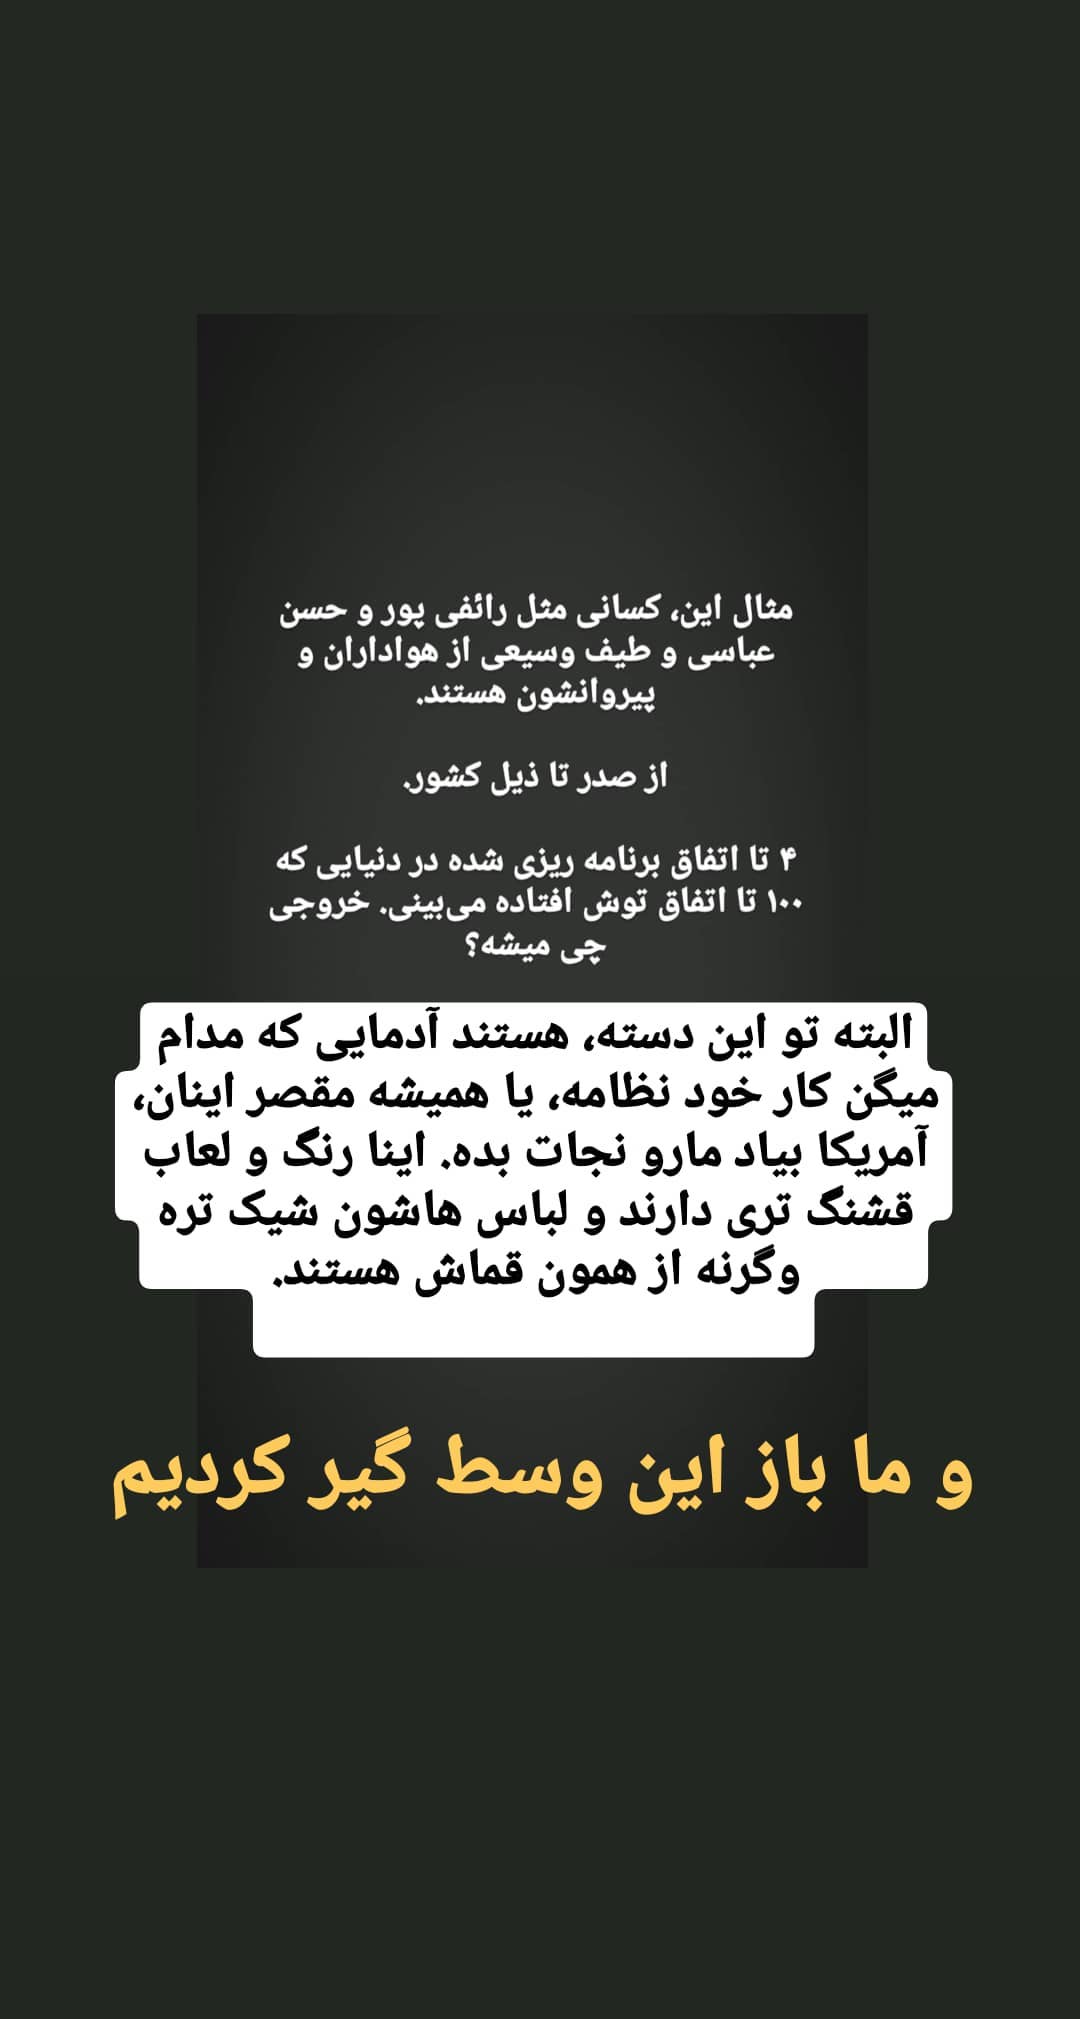 مثال این، کسانی مثل رائفی پور و حسن
عباسی و طیف وسیعی از هواداران و
پیروانشون هستند.
از صدر تا ذیل کشور.
۴ تا اتفاق برنامه ریزی شده در دنیایی که
۱۰۰ تا اتفاق توش افتاده می‌بینی. خروجی
چی میشه؟
البته تو این دسته، هستند آدمایی که مدام
میگن کار خود نظامه، یا همیشه مقصر اینان،
آمریکا بیاد مارو نجات بده. اینا رنگ و لعاب
قشنگ تری دارند و لباس هاشون شیک تره
وگرنه از همون قماش هستند.
و ما باز این وسط گیر کردیم